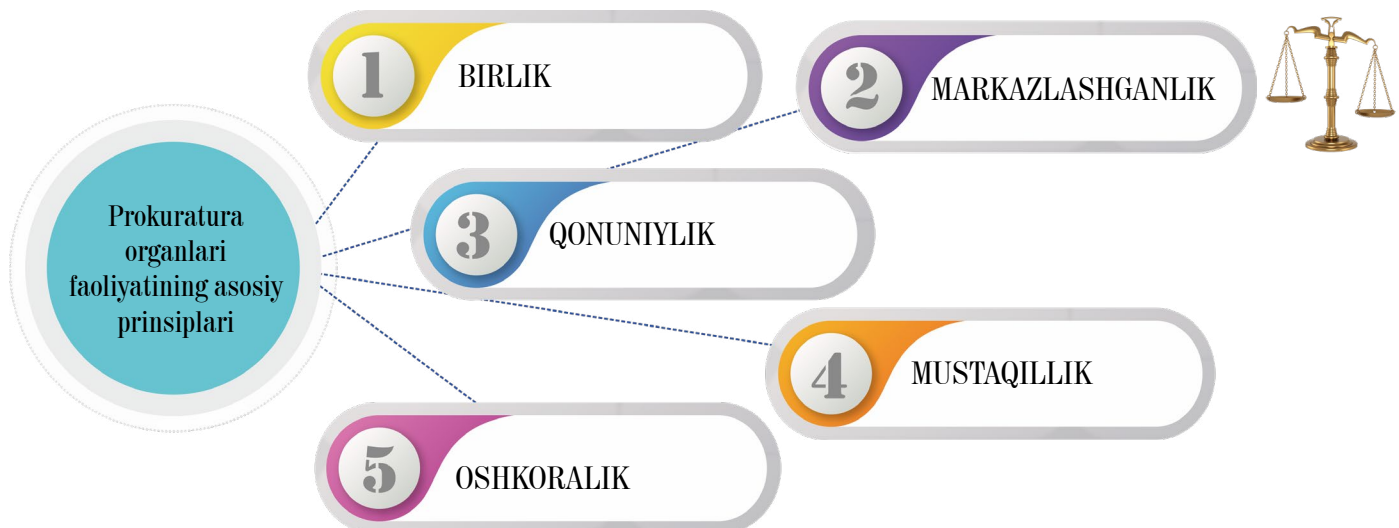 Prokuratura
organlari
faoliyatining asosiy
prinsiplari
1 BIRLIK
2 MARKAZLASHGANLIK
3 QONUNIYLIK
4 MUSTAQILLIK
5 OSHKORALIK